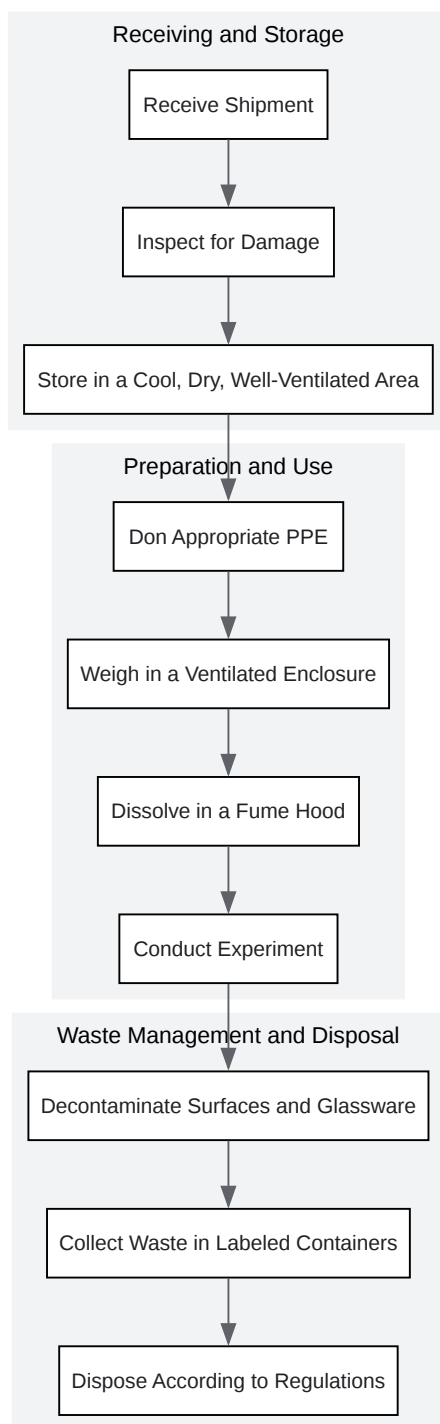 Receiving and Storage
Receive Shipment
Inspect for Damage
Store in a Cool, Dry, Well-Ventilated Area
Preparation and Use
Don Appropriate PPE
Weigh in a Ventilated Enclosure
Dissolve in a Fume Hood
Conduct Experiment
Waste Management and Disposal
Decontaminate Surfaces and Glassware
Collect Waste in Labeled Containers
Dispose According to Regulations